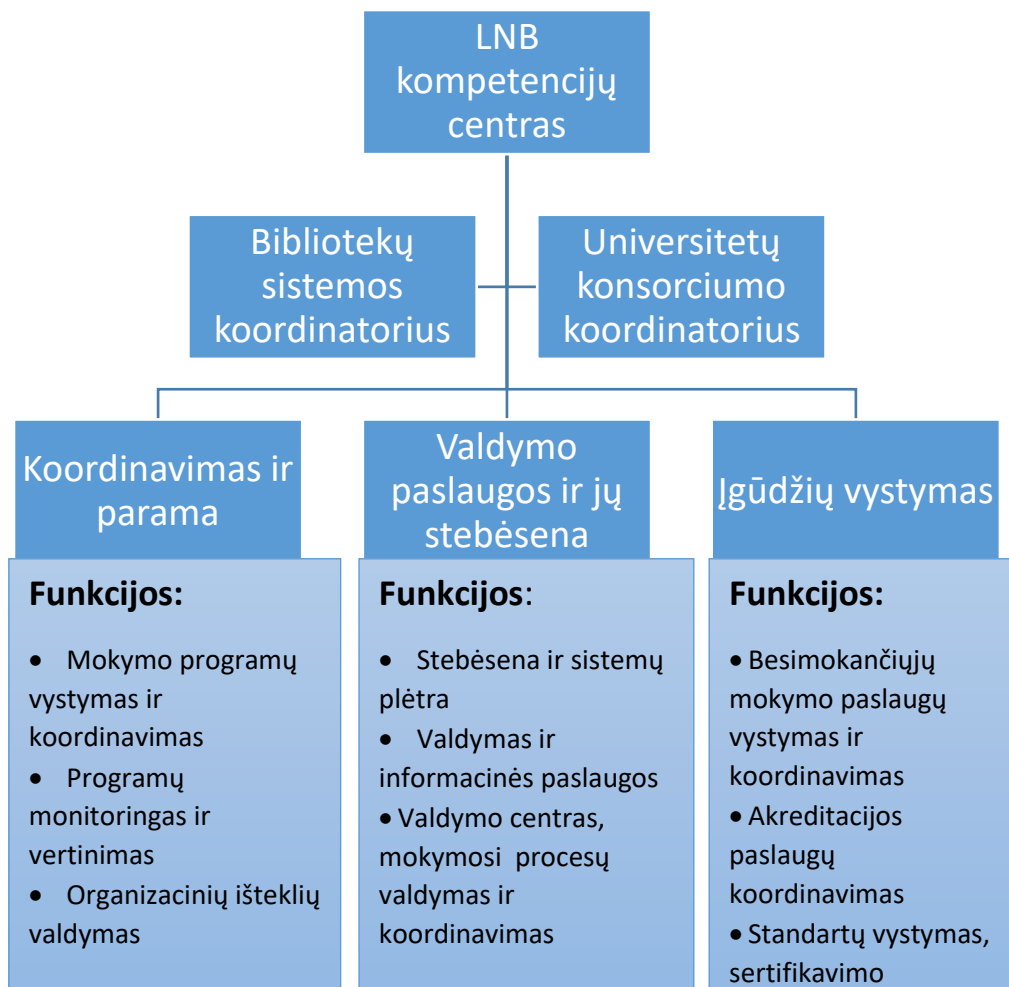 LNB
kompetencijų
centras
Bibliotekų
sistemos
koordinatorius
Universitetų
konsorciumo
koordinatorius
Koordinavimas ir
parama
Funkcijos:
• Mokymo programų
vystymas ir
koordinavimas
• Programų
monitoringas ir
vertinimas
• Organizacinių išteklių
valdymas
Valdymo
paslaugos ir jų
stebėsena
Funkcijos:
• Stebėsena ir sistemų
plėtra
• Valdymas ir
informacinės paslaugos
• Valdymo centras,
mokymosi procesų
valdymas ir
koordinavimas
Įgūdžių vystymas
Funkcijos:
• Besimokančiųjų
mokymo paslaugų
vystymas ir
koordinavimas
• Akreditacijos
paslaugų
koordinavimas
• Standartų vystymas,
sertifikavimo